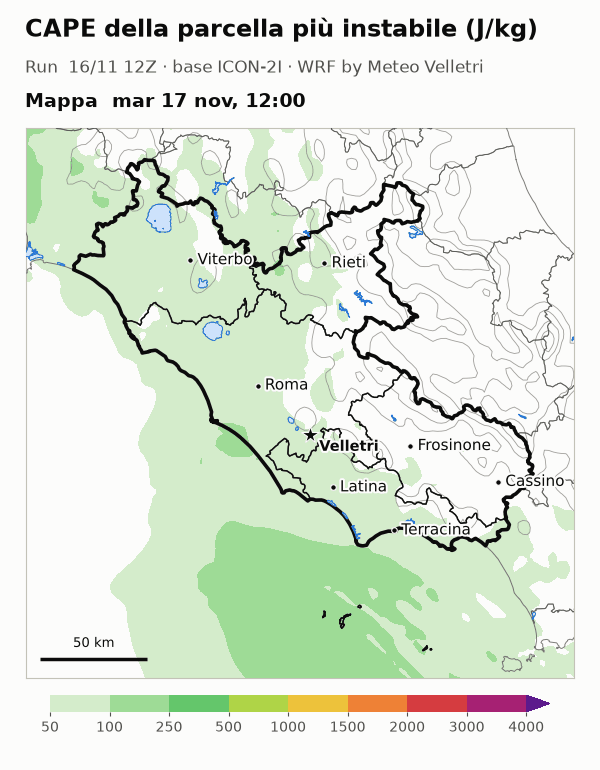 CAPE della parcella più instabile (J/kg)
Run  16/11 12Z · base ICON-2I · WRF by Meteo Velletri
Mappa  mar 17 nov, 12:00
Viterbo
Rieti
Roma
Velletri
Frosinone
Cassino
Latina
Terracina
50 km
50 100 250 500 1000 1500 2000 3000 4000